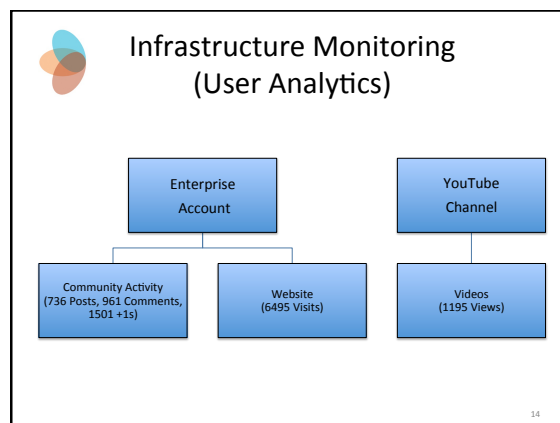 Infrastructure Monitoring
(User Analytics)
Enterprise
Account
YouTube
Channel
Community Activity
(736 Posts, 961 Comments,
1501 +1s)
Website
(6495 Visits)
Videos
(1195 Views)
14